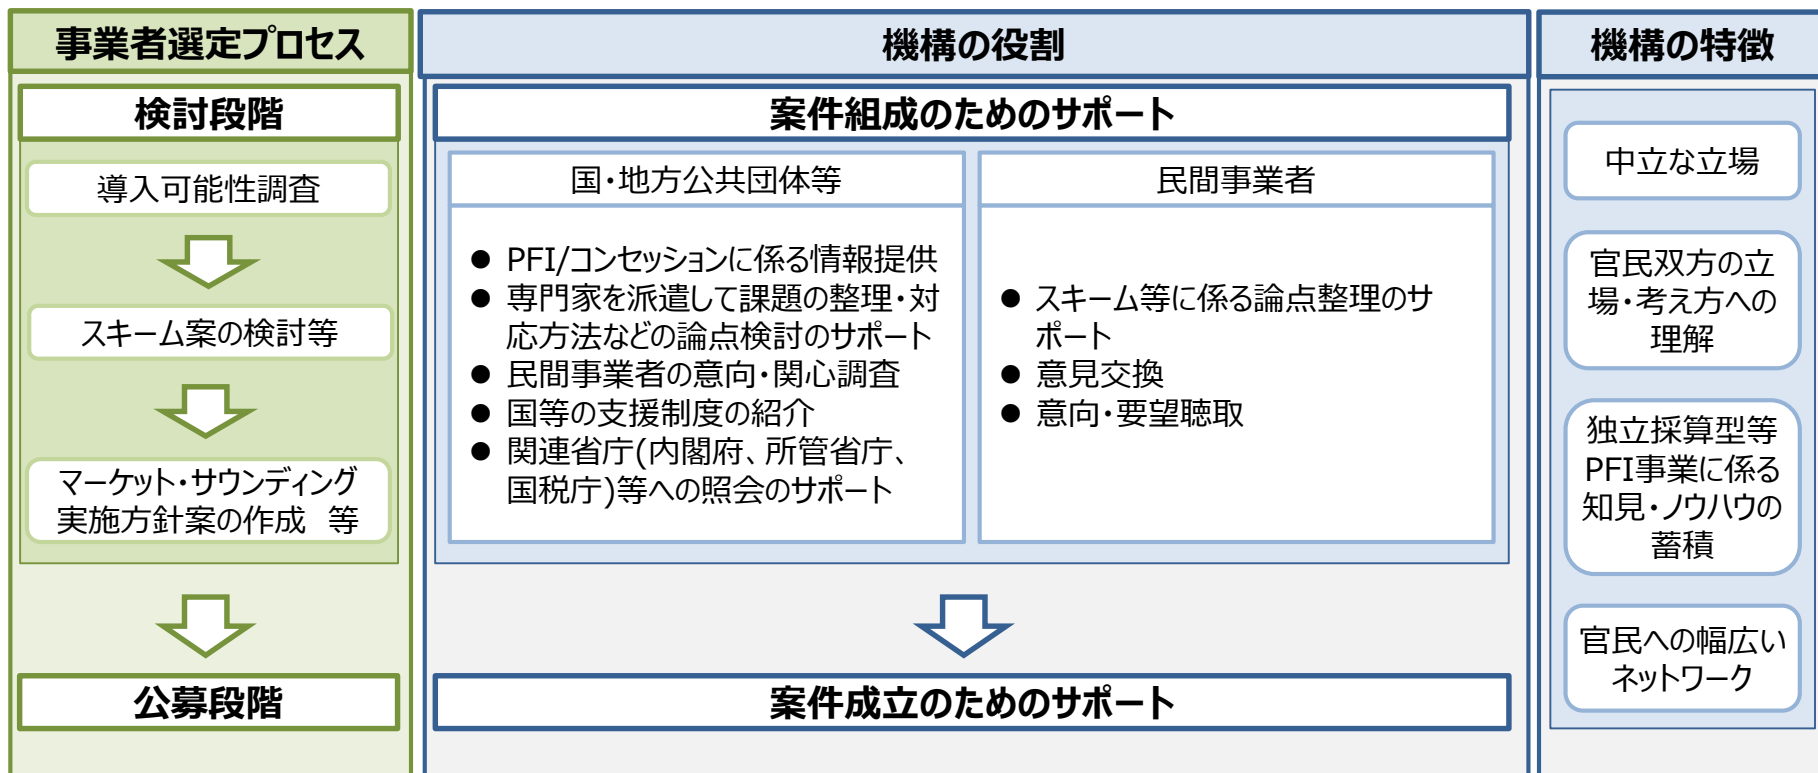 事業者選定プロセス
検討段階
導入可能性調査
スキーム案の検討等
マーケット・サウンディング
実施方針案の作成　等
公募段階
機構の役割
案件組成のためのサポート
国・地方公共団体等
● PFI/コンセッションに係る情報提供
● 専門家を派遣して課題の整理・対
応方法などの論点検討のサポート
● 民間事業者の意向・関心調査
● 国等の支援制度の紹介
● 関連省庁(内閣府、所管省庁、
国税庁)等への照会のサポート
民間事業者
● スキーム等に係る論点整理のサ
ポート
● 意見交換
● 意向・要望聴取
案件成立のためのサポート
機構の特徴
中立な立場
官民双方の立
場・考え方への
理解
独立採算型等
PFI事業に係る
知見・ノウハウの
蓄積
官民への幅広い
ネットワーク